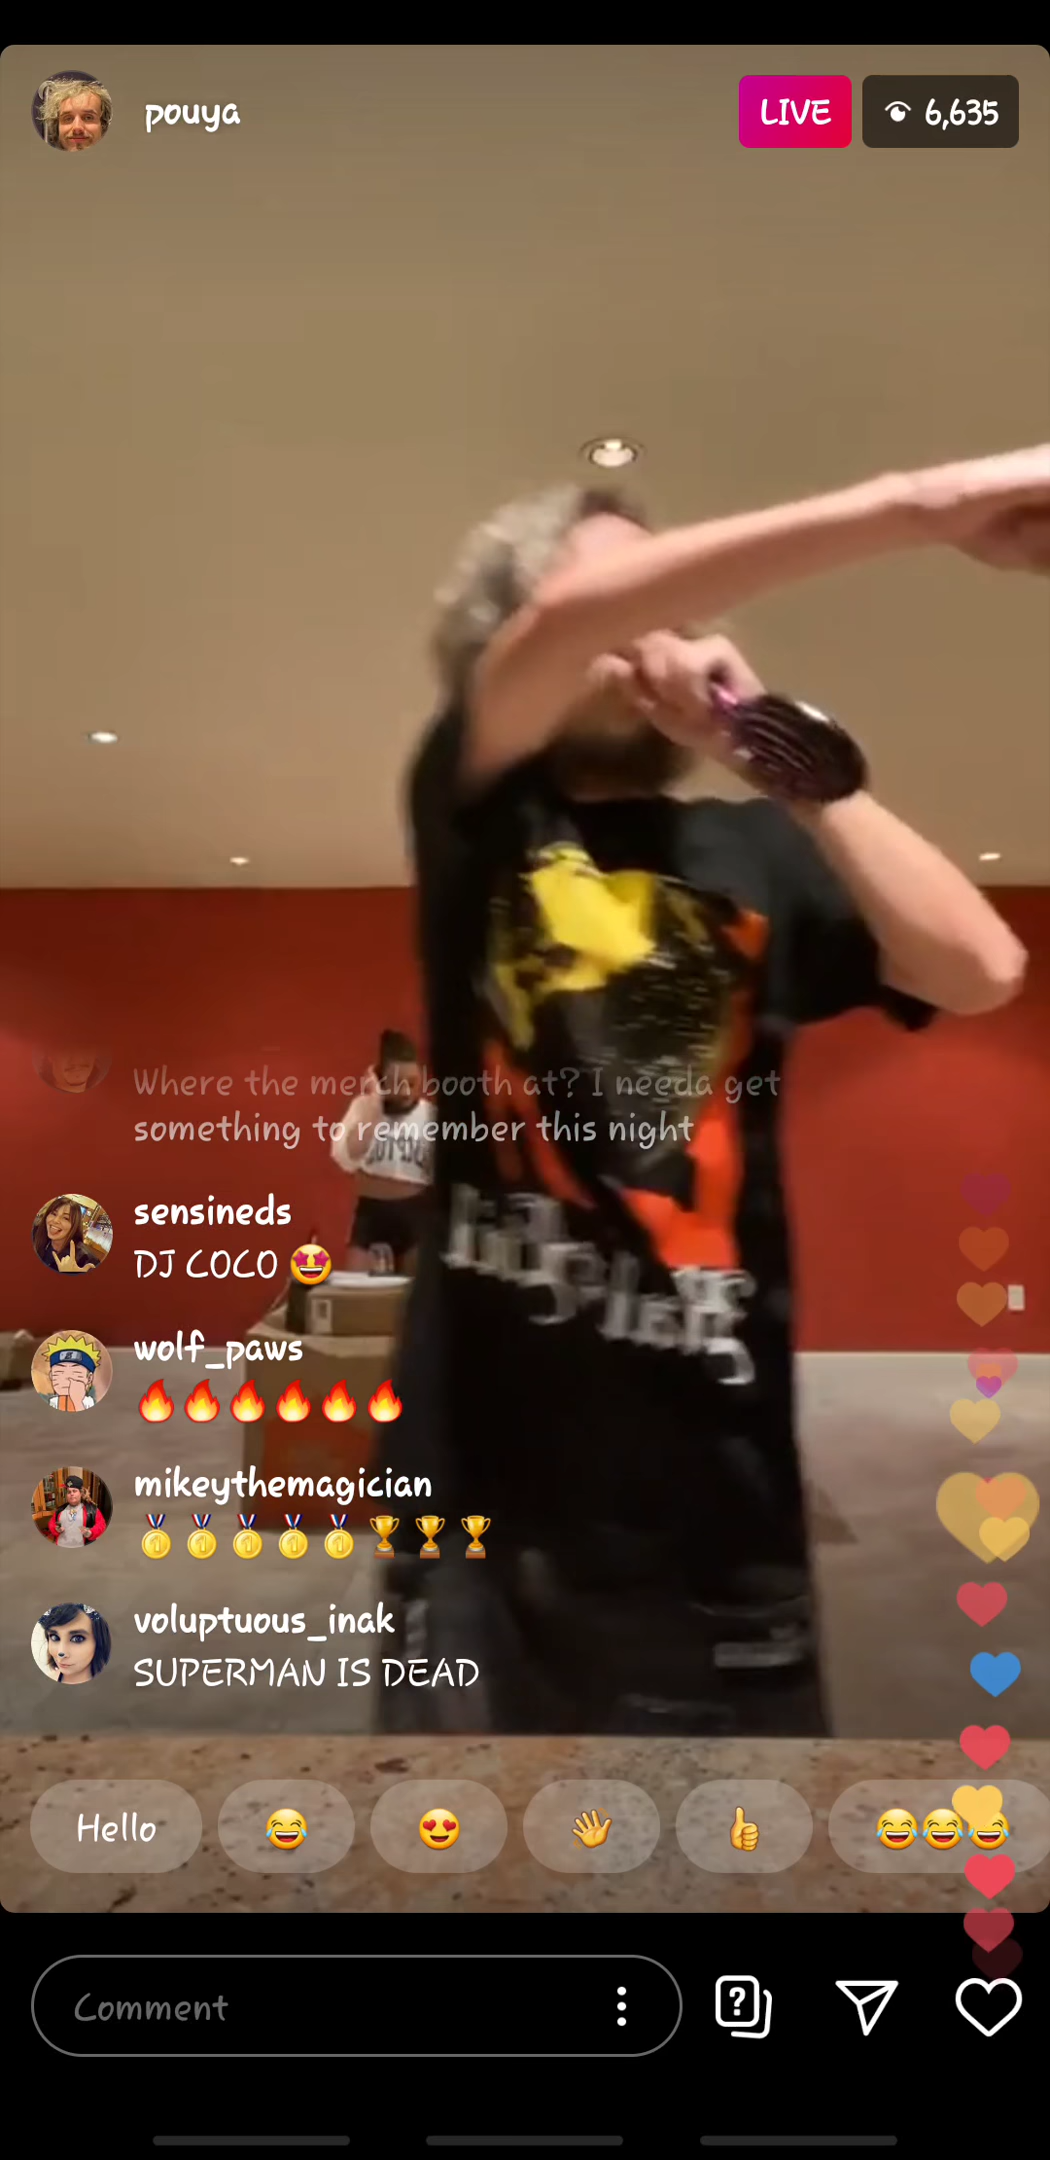 pouya
LIVE
6,635
Where the merch booth at? I needa get
something to remember this night
sensineds
DJ COCO 🤩
wolf_paws
🔥🔥🔥🔥🔥🔥
mikeythemagician
🥇🥇🥇🥇🥇🏆🏆🏆
voluptuous_inak
SUPERMAN IS DEAD
Hello 😂 😍 👋 👍 😂😂😂
Comment